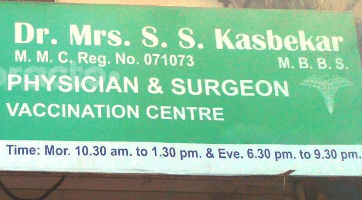 Dr. Mrs. S. S. Kasbekar
M. M. C. Reg. No. 071073 M. B. B. S.
PHYSICIAN & SURGEON
VACCINATION CENTRE
Time: Mor. 10.30 am. to 1.30 pm. & Eve. 6.30 pm. to 9.30 pm.